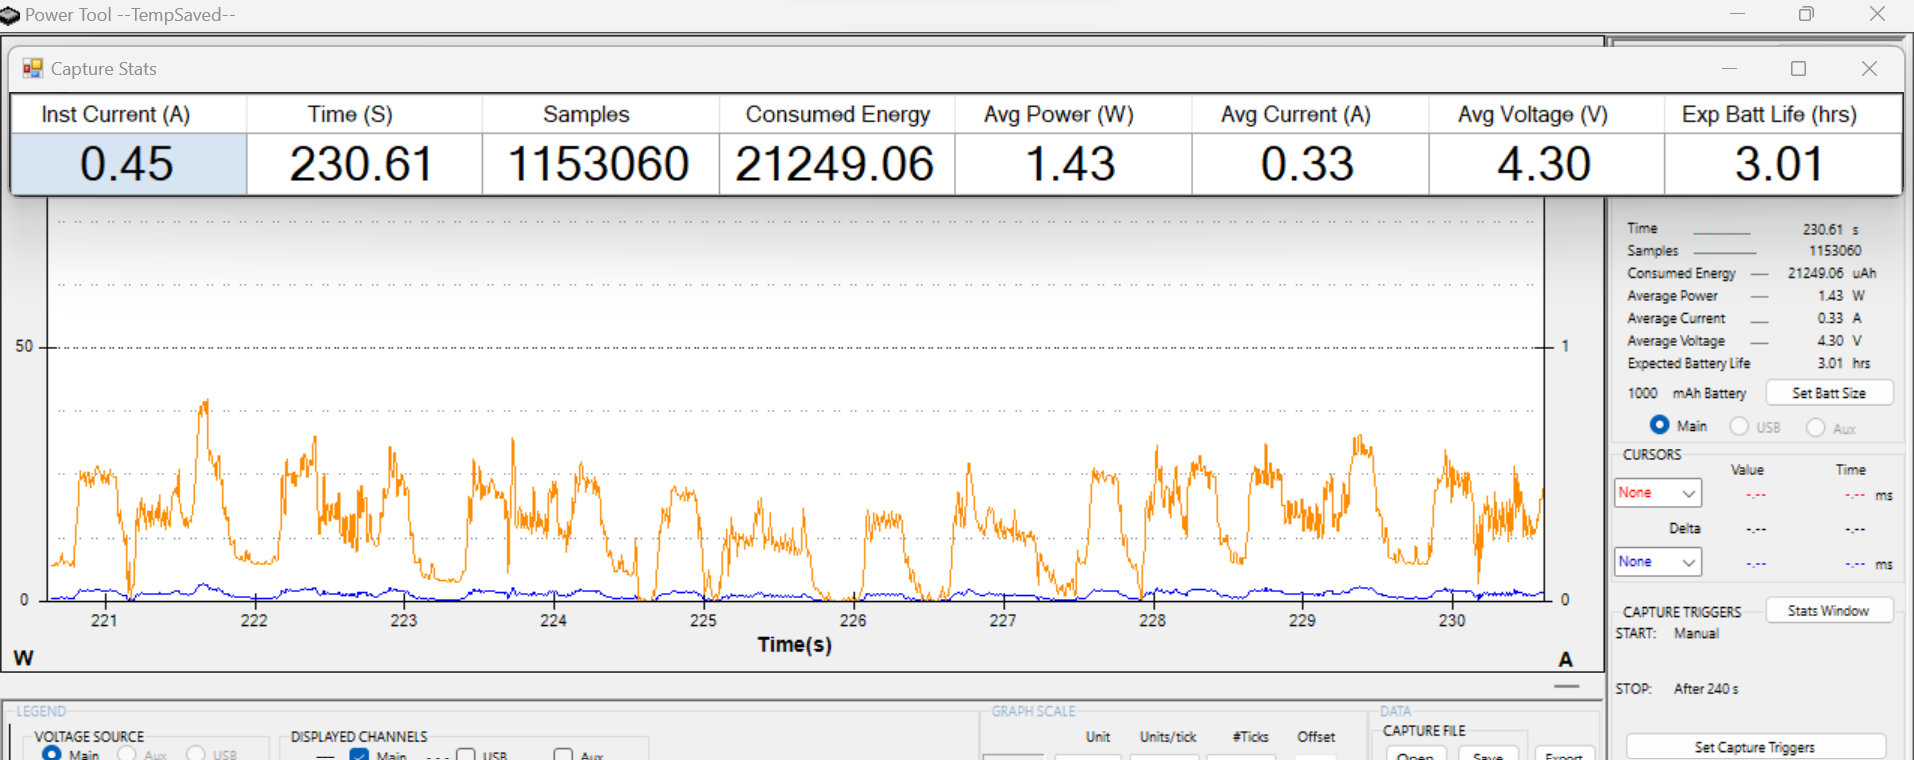 Power Tool --TempSaved--
Capture Stats
Inst Current (A) Time (S) Samples Consumed Energy Avg Power (W) Avg Current (A) Avg Voltage (V) Exp Batt Life (hrs)
0.45 230.61 1153060 21249.06 1.43 0.33 4.30 3.01
50
0
1
0
221 222 223 224 225 226 227 228 229 230
Time(s)
W
A
Time 230.61 s
Samples 1153060
Consumed Energy 21249.06 uAh
Average Power 1.43 W
Average Current 0.33 A
Average Voltage 4.30 V
Expected Battery Life 3.01 hrs
1000 mAh Battery Set Batt Size
Main USB Aux
CURSORS
Value Time
None -.-- -.-- ms
Delta -.-- -.--
None -.-- -.-- ms
CAPTURE TRIGGERS Stats Window
START: Manual
STOP: After 240 s
Set Capture Triggers
LEGEND
VOLTAGE SOURCE
Main Aux USB
DISPLAYED CHANNELS
Main USB Aux
GRAPH SCALE
Unit Units/tick #Ticks Offset
DATA
CAPTURE FILE
Open Save Export